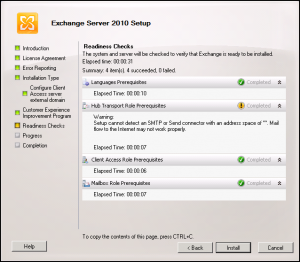 Exchange Server 2010 Setup
Introduction
License Agreement
Error Reporting
Installation Type
Configure Client
Access server
external domain
Customer Experience
Improvement Program
Readiness Checks
Progress
Completion
Readiness Checks
The system and server will be checked to verify that Exchange is ready to be installed.
Elapsed time: 00:00:31
Summary: 4 item(s). 4 succeeded, 0 failed.
Languages Prerequisites
Completed
Elapsed Time: 00:00:10
Hub Transport Role Prerequisites
Completed
Warning:
Setup cannot detect an SMTP or Send connector with an address space of '*'. Mail
flow to the Internet may not work properly.
Elapsed Time: 00:00:07
Client Access Role Prerequisites
Completed
Elapsed Time: 00:00:06
Mailbox Role Prerequisites
Completed
Elapsed Time: 00:00:07
To copy the contents of this page, press CTRL+C.
Help
< Back
Install
Cancel